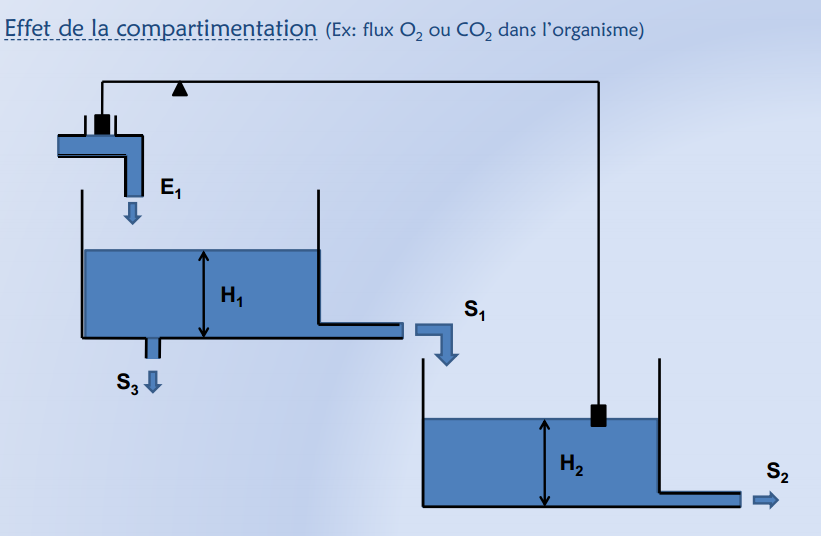 Effet de la compartimentation (Ex: flux O₂ ou CO₂ dans l'organisme)
E₁
H₁
S₁
S₃
H₂
S₂